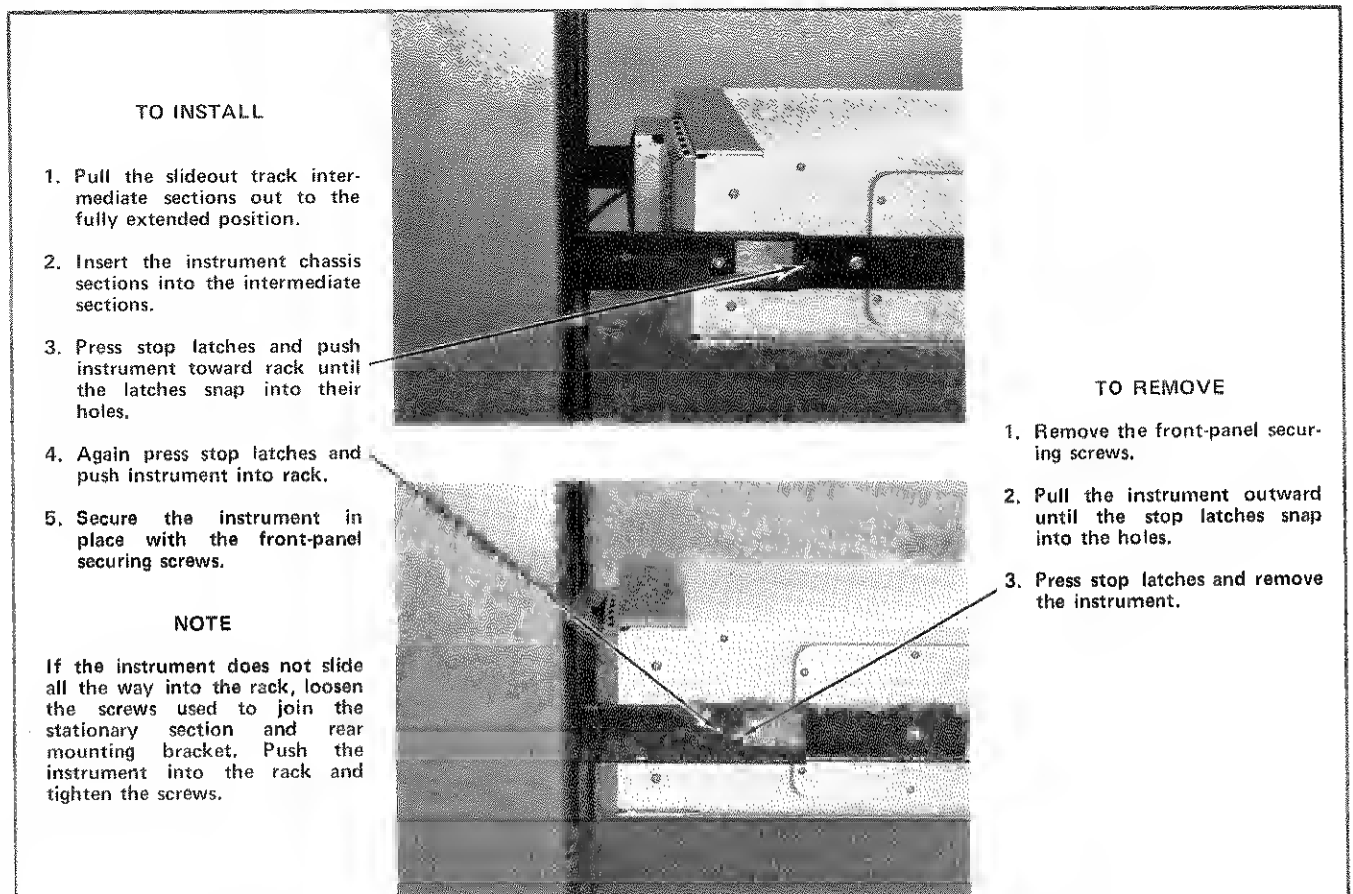 TO INSTALL
1. Pull the slideout track inter-
mediate sections out to the
fully extended position.
2. Insert the instrument chassis
sections into the intermediate
sections.
3. Press stop latches and push
instrument toward rack until
the latches snap into their
holes.
4. Again press stop latches and
push instrument into rack.
5. Secure the instrument in
place with the front-panel
securing screws.
NOTE
If the instrument does not slide
all the way into the rack, loosen
the screws used to join the
stationary section and rear
mounting bracket. Push the
instrument into the rack and
tighten the screws.
TO REMOVE
1. Remove the front-panel secur-
ing screws.
2. Pull the instrument outward
until the stop latches snap
into the holes.
3. Press stop latches and remove
the instrument.